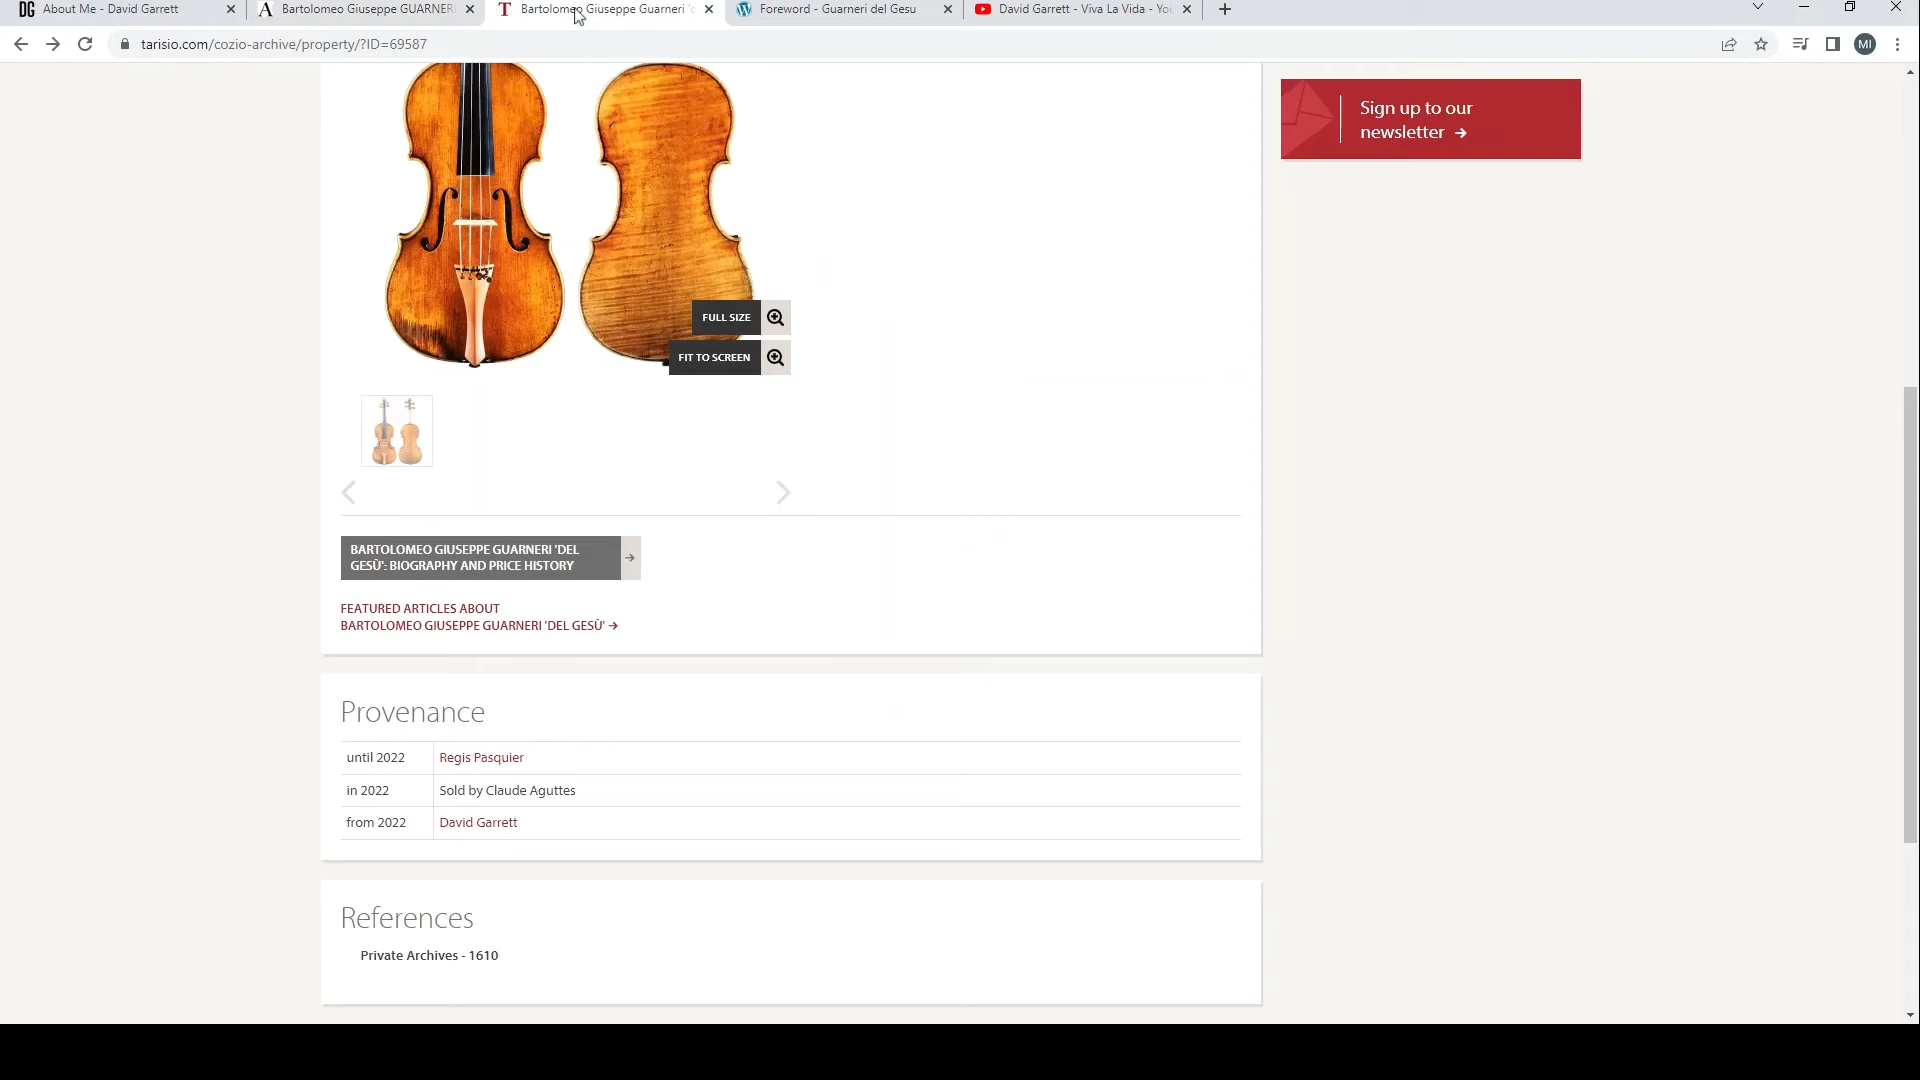 DG About Me - David Garrett
A Bartolomeo Giuseppe GUARNERI
T Bartolomeo Giuseppe Guarneri 'd
Foreword - Guarneri del Gesu
David Garrett - Viva La Vida - You
tarisio.com/cozio-archive/property/?ID=69587
MI
Sign up to our
newsletter →
FULL SIZE
FIT TO SCREEN
BARTOLOMEO GIUSEPPE GUARNERI 'DEL
GESÙ': BIOGRAPHY AND PRICE HISTORY
FEATURED ARTICLES ABOUT
BARTOLOMEO GIUSEPPE GUARNERI 'DEL GESÙ' →
Provenance
until 2022 Regis Pasquier
in 2022 Sold by Claude Aguttes
from 2022 David Garrett
References
Private Archives - 1610